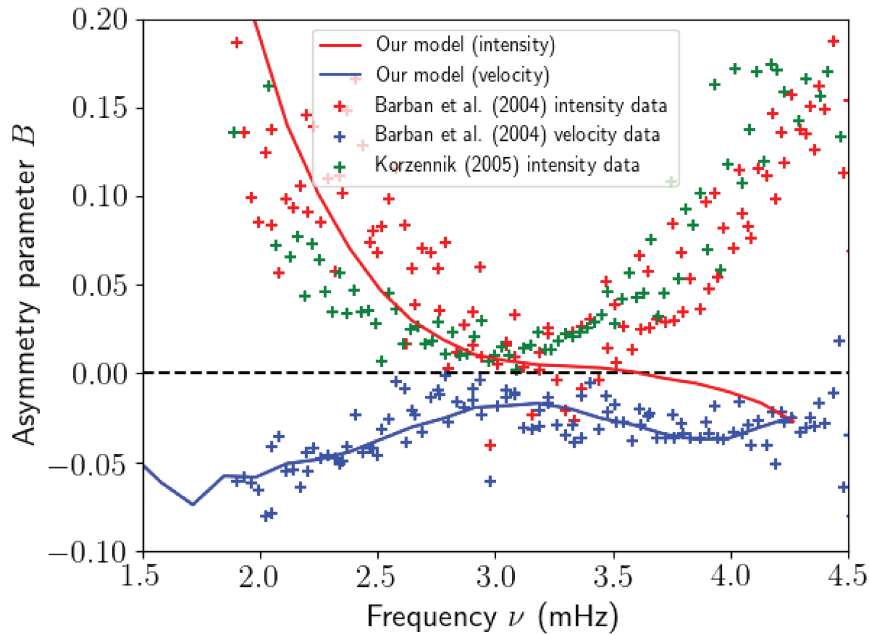 0.20
0.15
0.10
0.05
0.00
−0.05
−0.10
Asymmetry parameter B
Our model (intensity)
Our model (velocity)
Barban et al. (2004) intensity data
Barban et al. (2004) velocity data
Korzennik (2005) intensity data
1.5 2.0 2.5 3.0 3.5 4.0 4.5
Frequency ν (mHz)